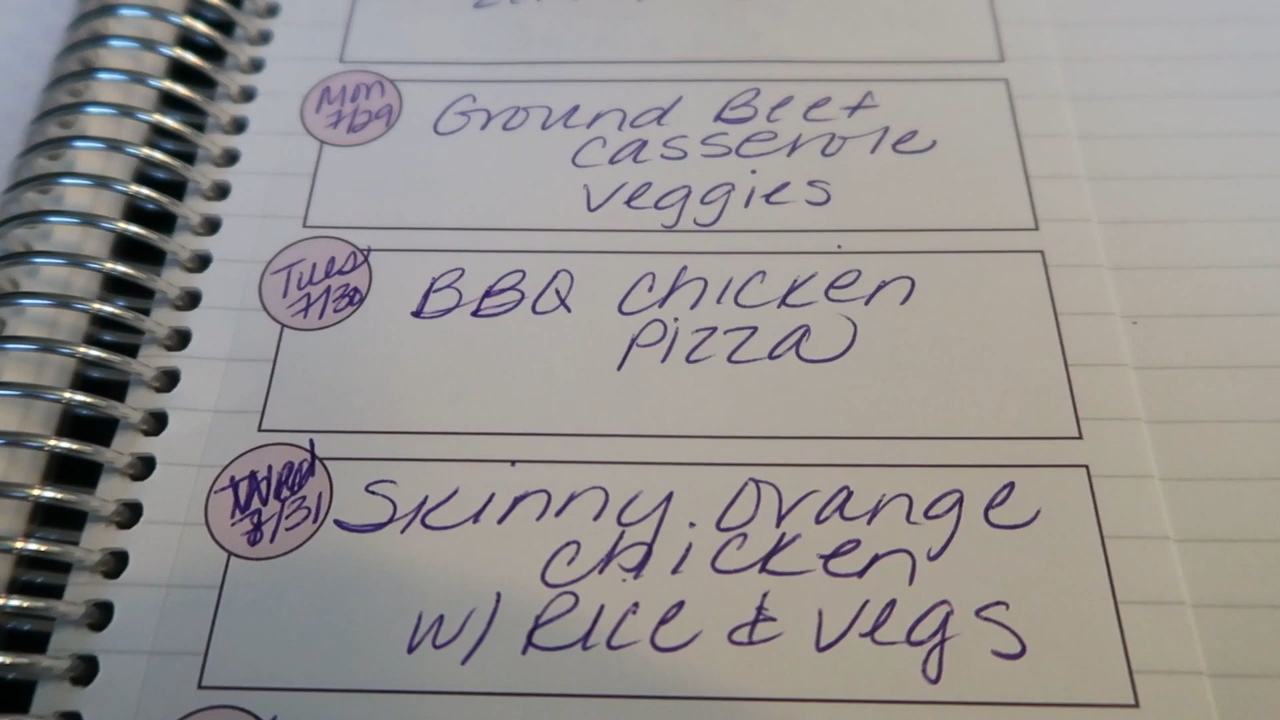 Mon
7/29
Ground Beef
casserole
veggies
Tues
7/30
BBQ chicken
pizza
Wed
7/31
Skinny orange
chicken
w/ Rice & vegs